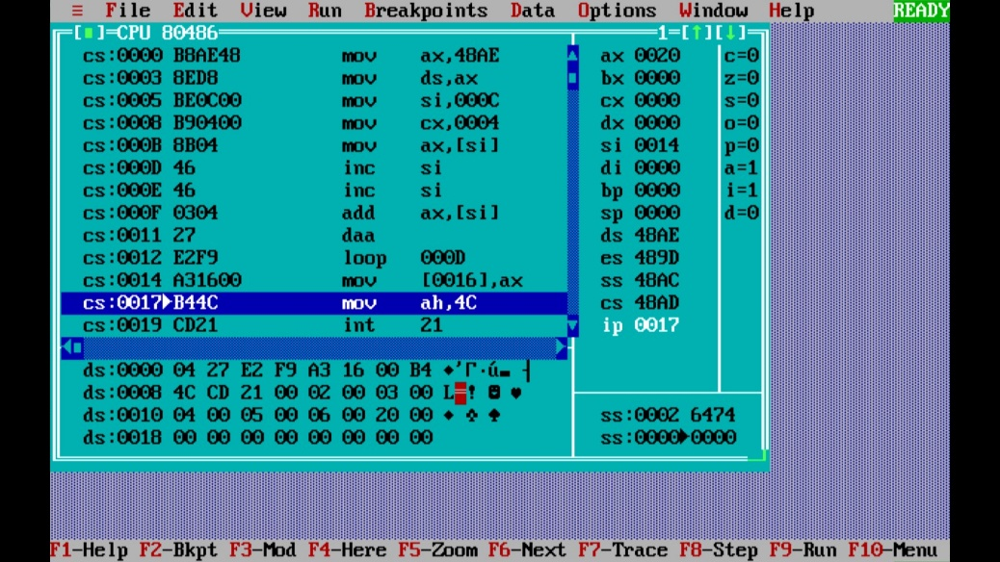 ≡ File Edit View Run Breakpoints Data Options Window Help READY
[■]=CPU 80486 1=[↑][↓]
cs:0000 B8AE48 mov ax,48AE ax 0020 c=0
cs:0003 8ED8 mov ds,ax bx 0000 z=0
cs:0005 BE0C00 mov si,000C cx 0000 s=0
cs:0008 B90400 mov cx,0004 dx 0000 o=0
cs:000B 8B04 mov ax,[si] si 0014 p=0
cs:000D 46 inc si di 0000 a=1
cs:000E 46 inc si bp 0000 i=1
cs:000F 0304 add ax,[si] sp 0000 d=0
cs:0011 27 daa ds 48AE
cs:0012 E2F9 loop 000D es 489D
cs:0014 A31600 mov [0016],ax ss 48AC
cs:0017►B44C mov ah,4C cs 48AD
cs:0019 CD21 int 21 ip 0017
ds:0000 04 27 E2 F9 A3 16 00 B4 ♦'Γ·ú▬ ┤
ds:0008 4C CD 21 00 02 00 03 00 L═! ☻ ♥
ds:0010 04 00 05 00 06 00 20 00 ♦ ♣ ♠ ss:0002 6474
ds:0018 00 00 00 00 00 00 00 00 ss:0000►0000
F1-Help F2-Bkpt F3-Mod F4-Here F5-Zoom F6-Next F7-Trace F8-Step F9-Run F10-Menu